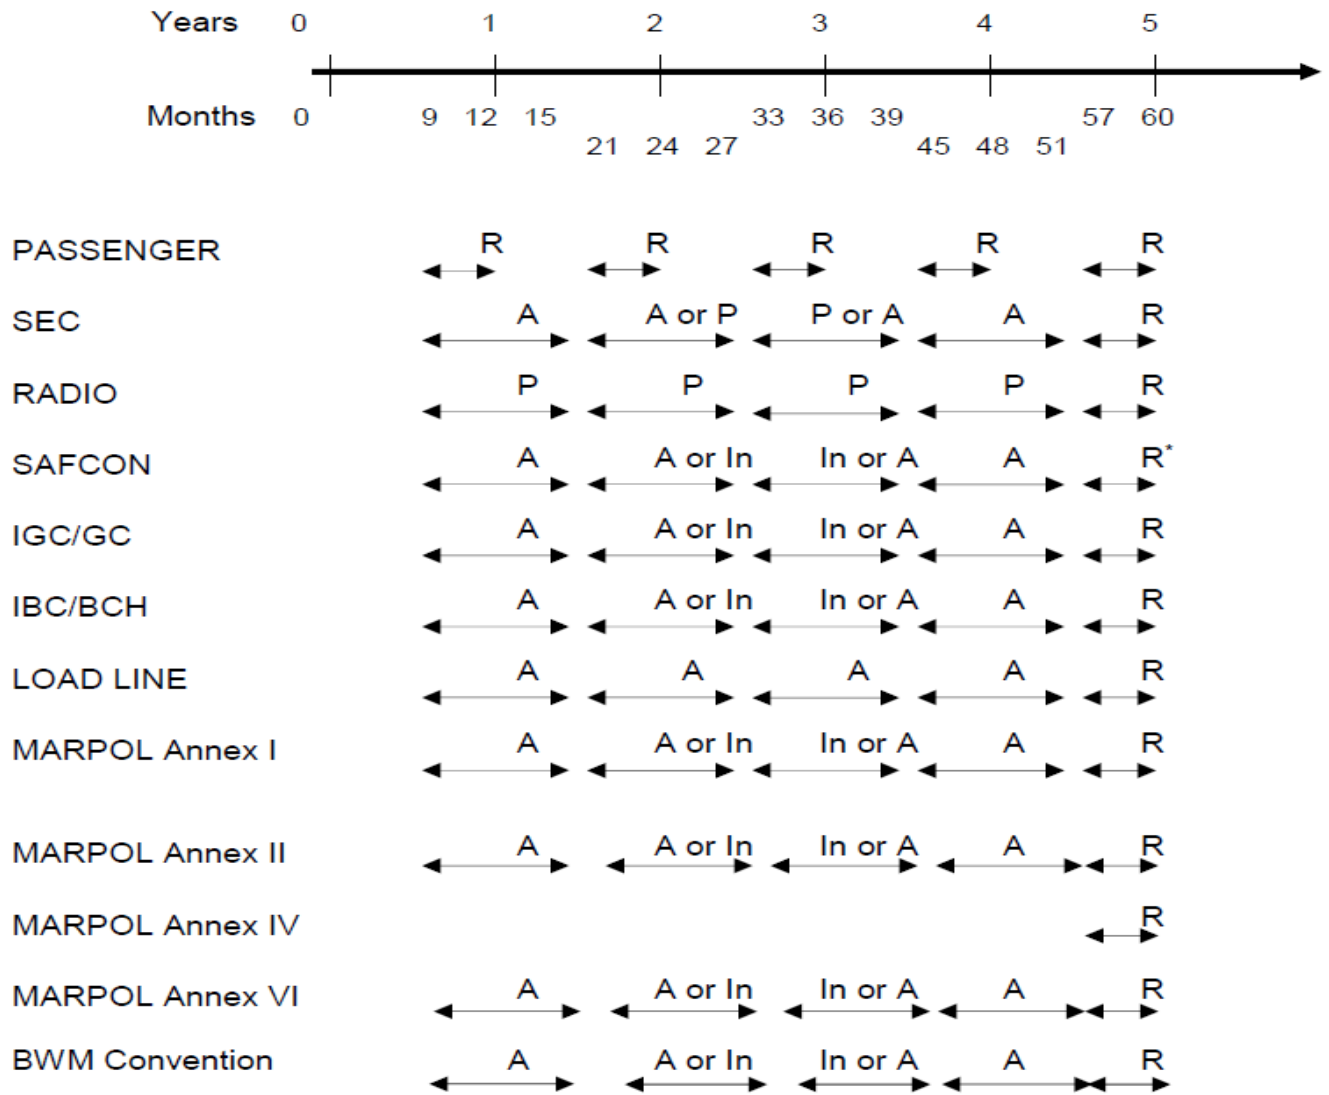 Years 0 1 2 3 4 5
Months 0 9 12 15 33 36 39 57 60
21 24 27 45 48 51
PASSENGER R R R R R
SEC A A or P P or A A R
RADIO P P P P R
SAFCON A A or In In or A A R*
IGC/GC A A or In In or A A R
IBC/BCH A A or In In or A A R
LOAD LINE A A A A R
MARPOL Annex I A A or In In or A A R
MARPOL Annex II A A or In In or A A R
MARPOL Annex IV R
MARPOL Annex VI A A or In In or A A R
BWM Convention A A or In In or A A R